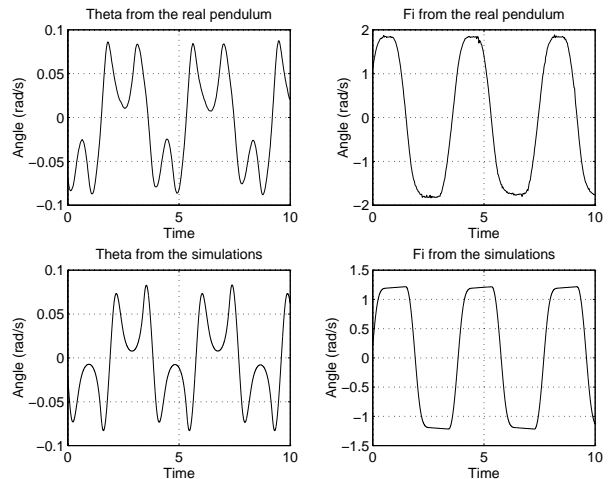 Theta from the real pendulum
0.1
0.05
0
−0.05
−0.1
Angle (rad/s)
0
5
10
Time
Fi from the real pendulum
2
1
0
−1
−2
Angle (rad/s)
0
5
10
Time
Theta from the simulations
0.1
0.05
0
−0.05
−0.1
Angle (rad/s)
0
5
10
Time
Fi from the simulations
1.5
1
0.5
0
−0.5
−1
−1.5
Angle (rad/s)
0
5
10
Time